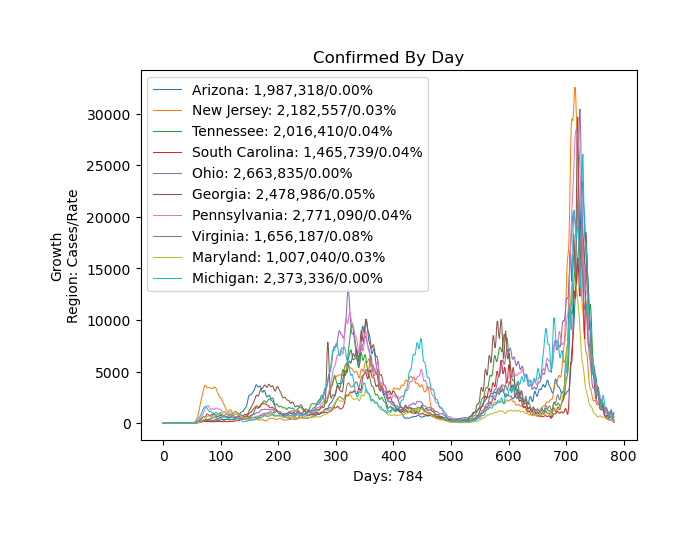 Confirmed By Day
Arizona: 1,987,318/0.00%
New Jersey: 2,182,557/0.03%
Tennessee: 2,016,410/0.04%
South Carolina: 1,465,739/0.04%
Ohio: 2,663,835/0.00%
Georgia: 2,478,986/0.05%
Pennsylvania: 2,771,090/0.04%
Virginia: 1,656,187/0.08%
Maryland: 1,007,040/0.03%
Michigan: 2,373,336/0.00%
Growth
Region: Cases/Rate
30000
25000
20000
15000
10000
5000
0
0 100 200 300 400 500 600 700 800
Days: 784